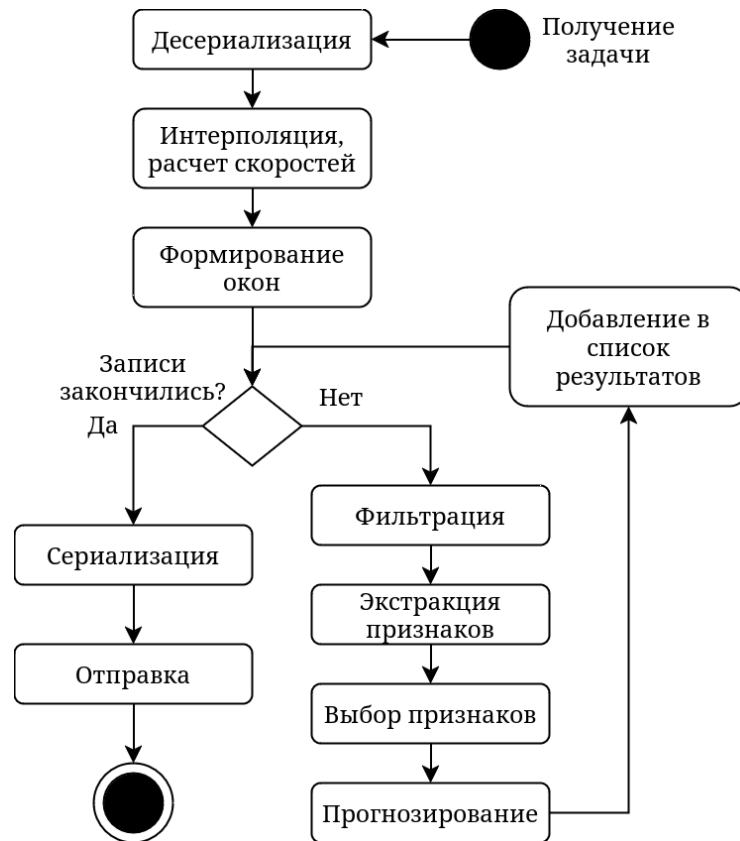 Десериализация
Получение
задачи
Интерполяция,
расчет скоростей
Формирование
окон
Добавление в
список
результатов
Записи
закончились?
Да
Нет
Фильтрация
Сериализация
Экстракция
признаков
Отправка
Выбор признаков
Прогнозирование